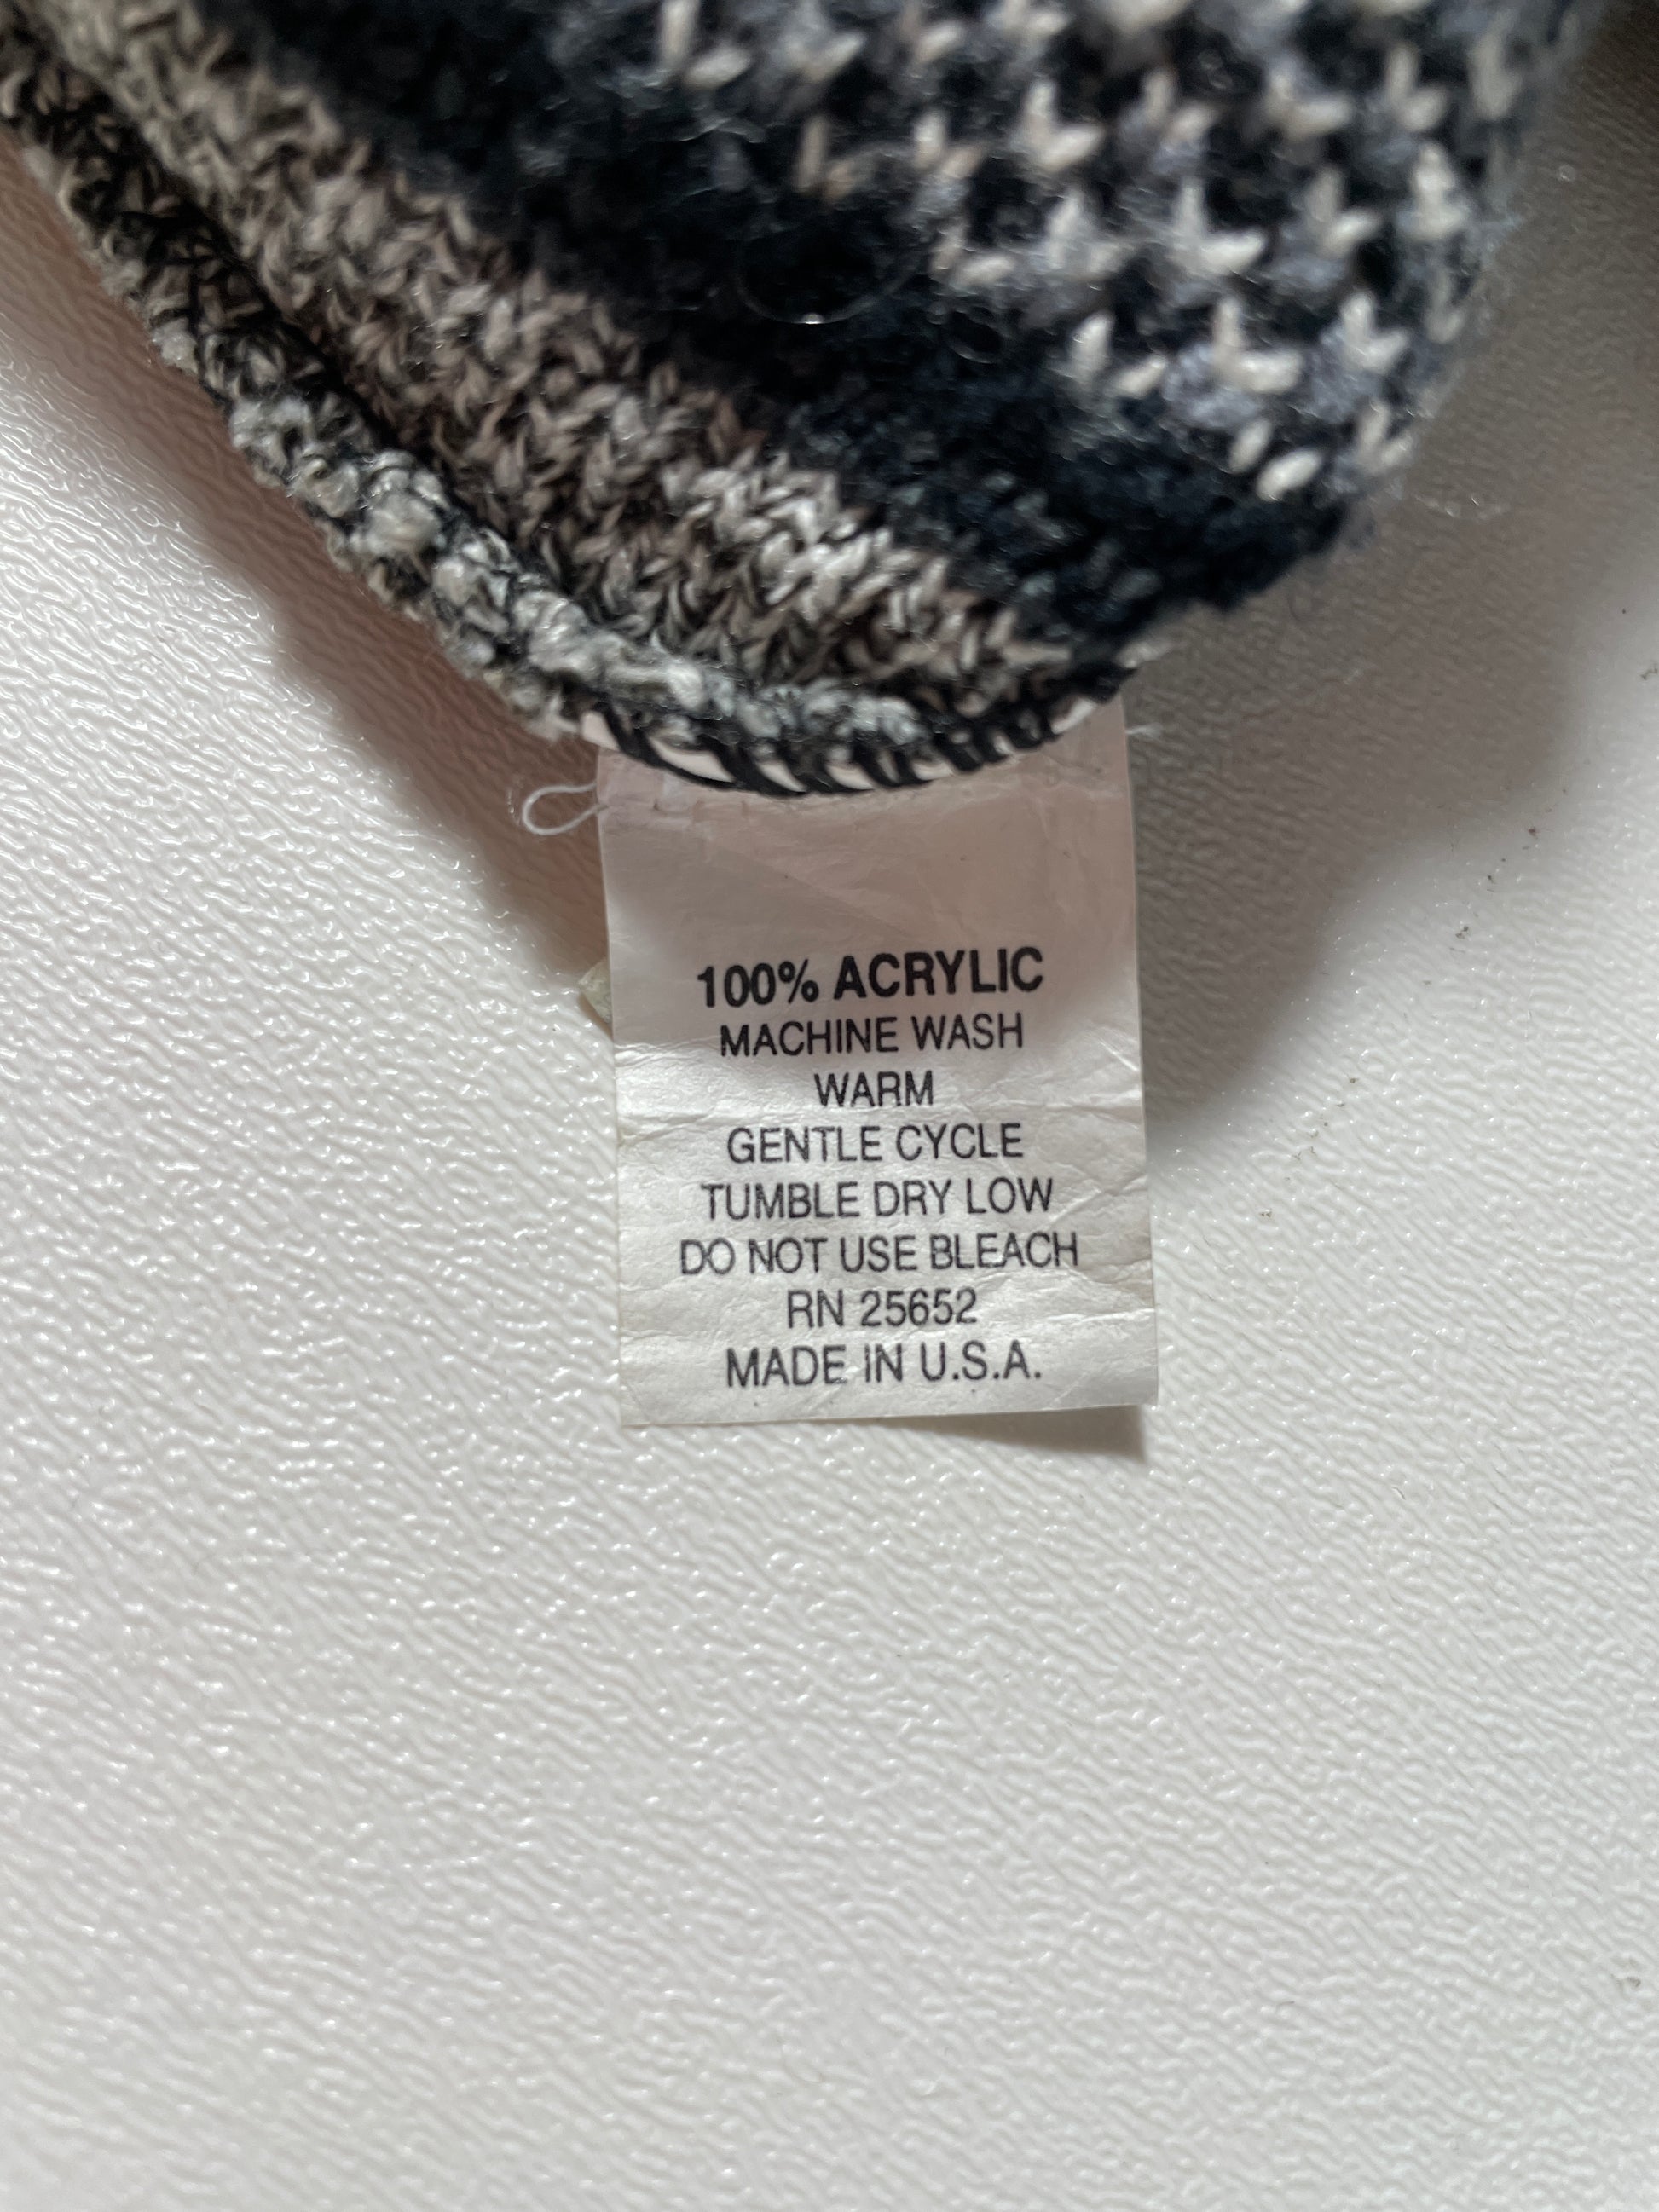 100% ACRYLIC
MACHINE WASH
WARM
GENTLE CYCLE
TUMBLE DRY LOW
DO NOT USE BLEACH
RN 25652
MADE IN U.S.A.